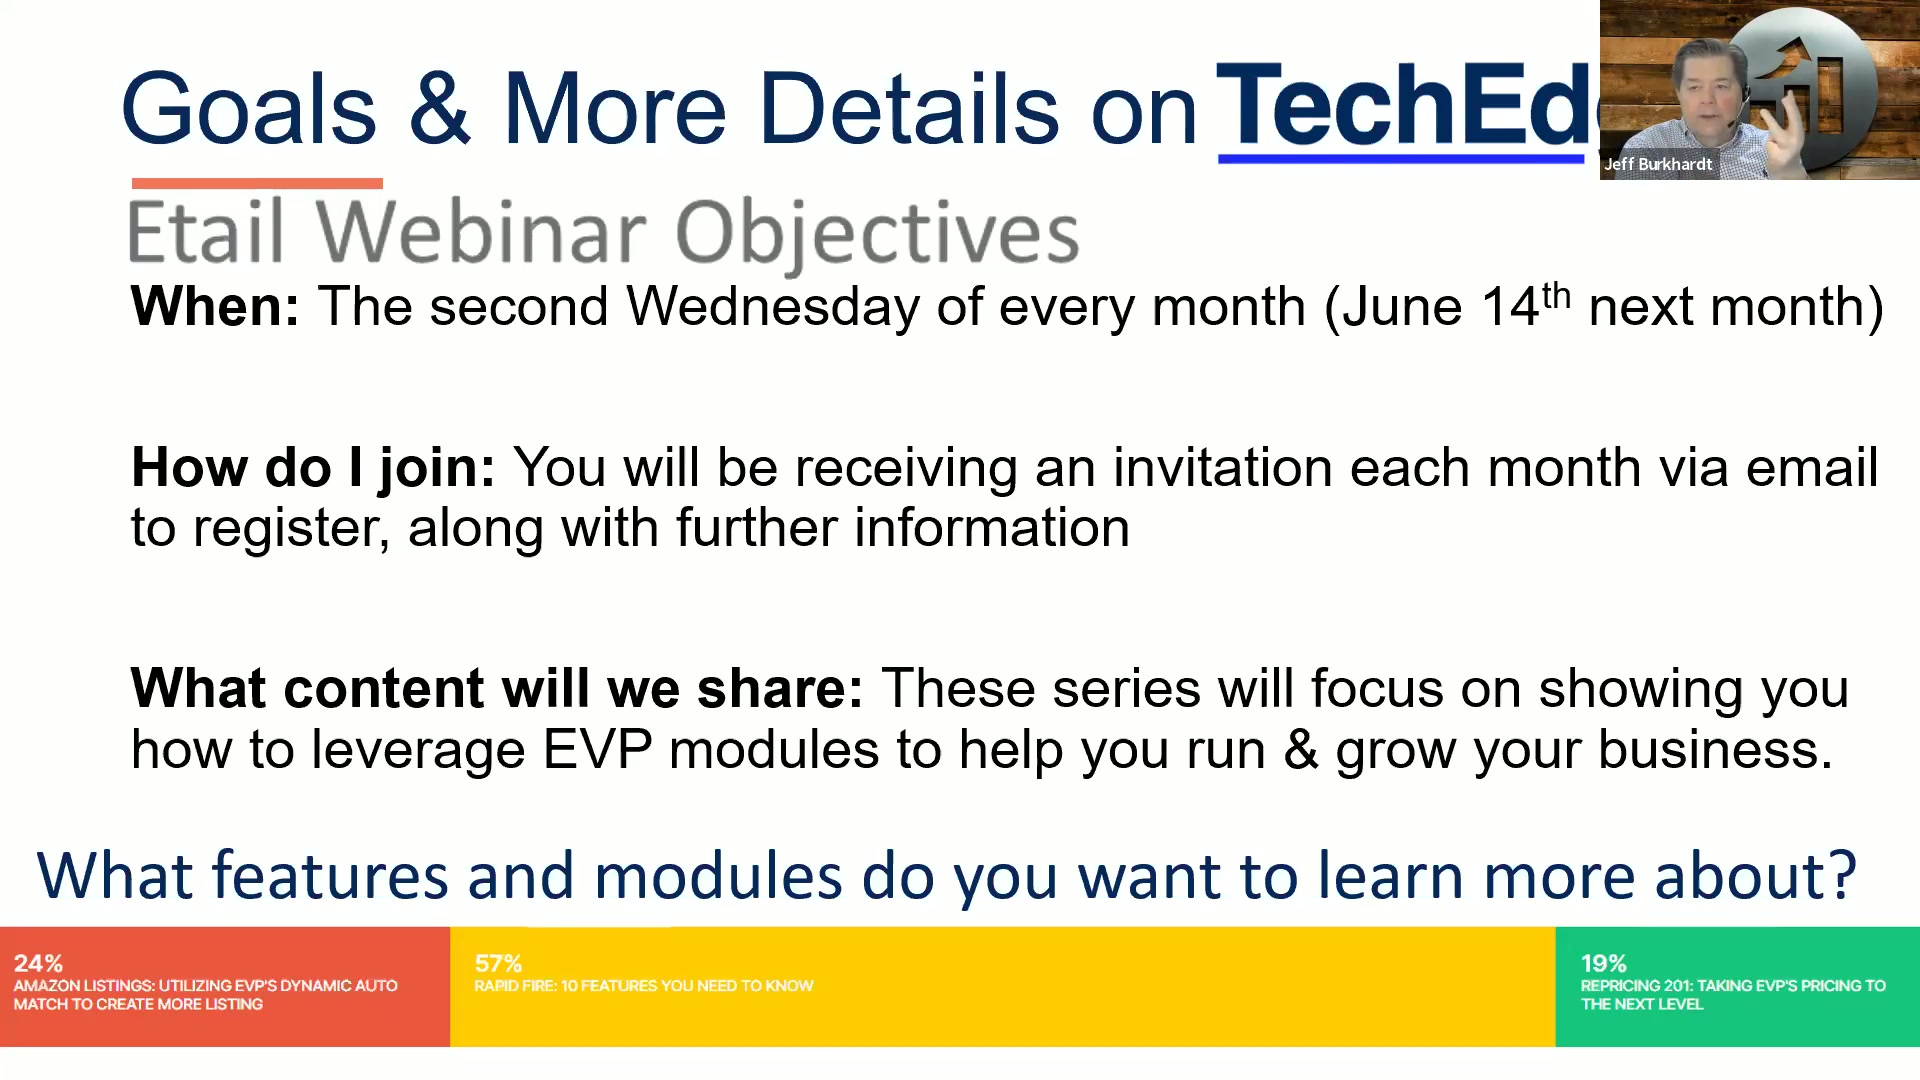 Goals & More Details on TechEd
Jeff Burkhardt
Etail Webinar Objectives
When: The second Wednesday of every month (June 14th next month)
How do I join: You will be receiving an invitation each month via email
to register, along with further information
What content will we share: These series will focus on showing you
how to leverage EVP modules to help you run & grow your business.
What features and modules do you want to learn more about?
24%
AMAZON LISTINGS: UTILIZING EVP'S DYNAMIC AUTO
MATCH TO CREATE MORE LISTING
57%
RAPID FIRE: 10 FEATURES YOU NEED TO KNOW
19%
REPRICING 201: TAKING EVP'S PRICING TO
THE NEXT LEVEL